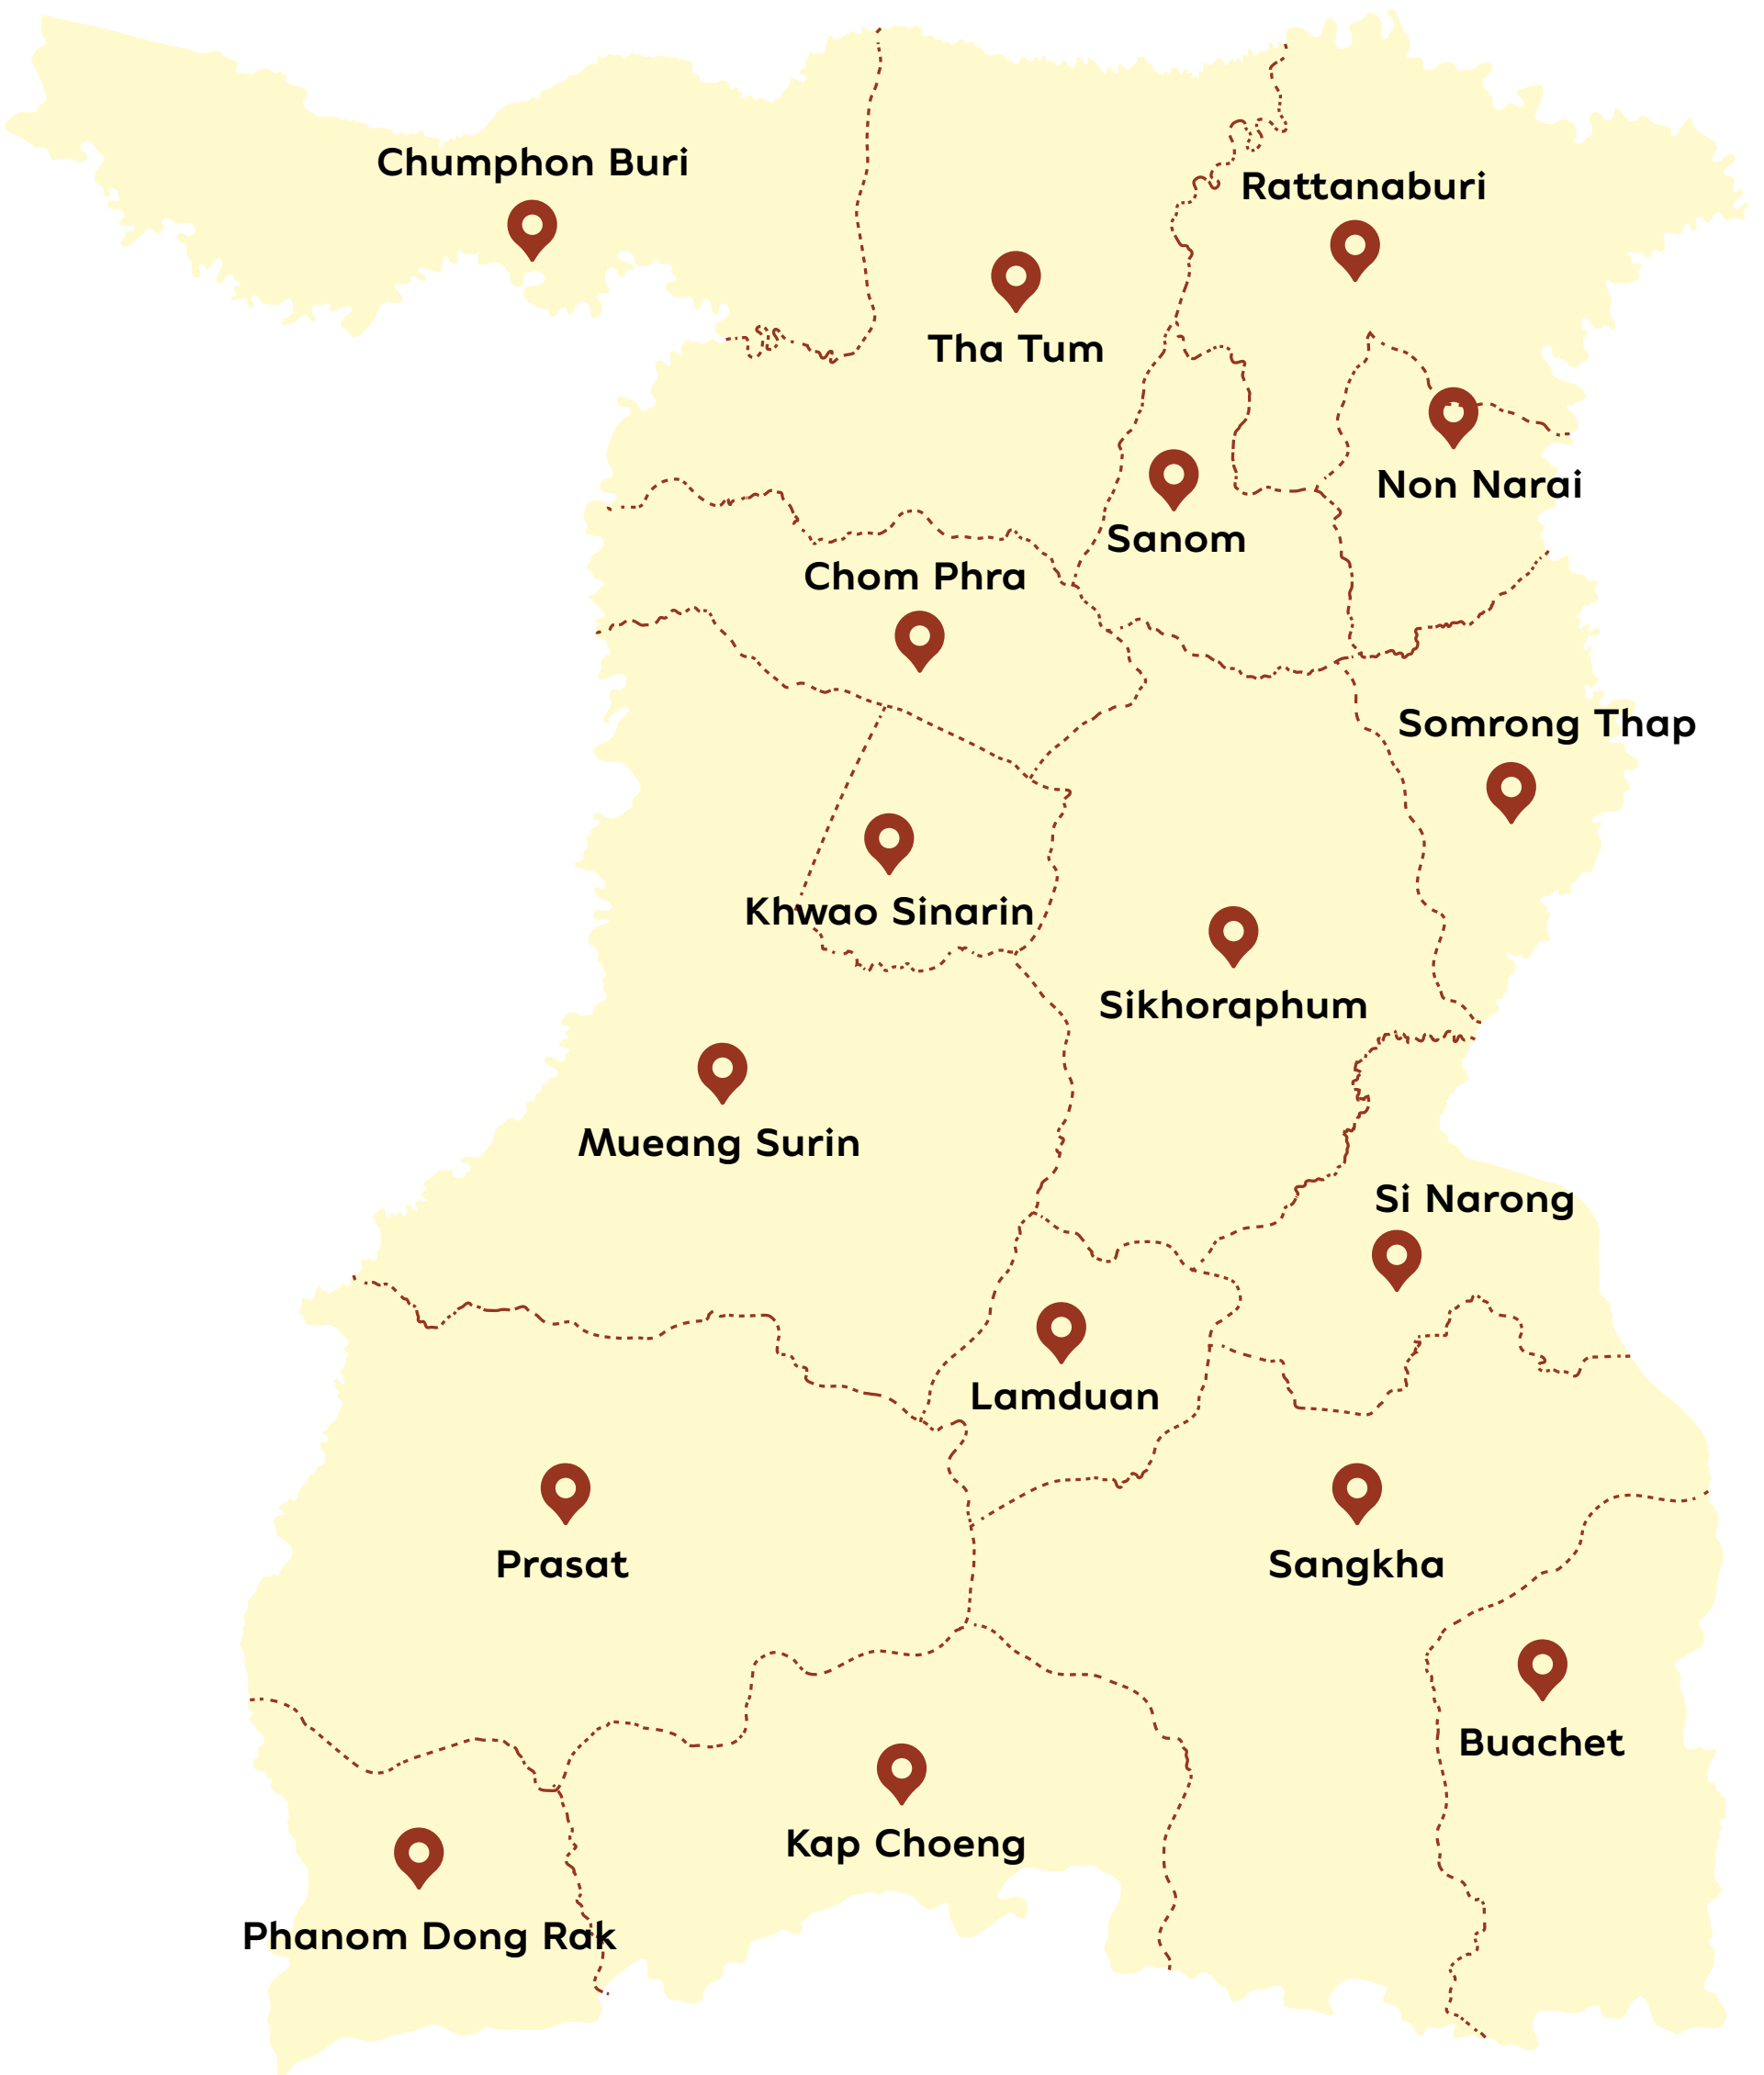 Chumphon Buri
Rattanaburi
Tha Tum
Non Narai
Sanom
Chom Phra
Somrong Thap
Khwao Sinarin
Sikhoraphum
Mueang Surin
Si Narong
Lamduan
Prasat
Sangkha
Buachet
Kap Choeng
Phanom Dong Rak